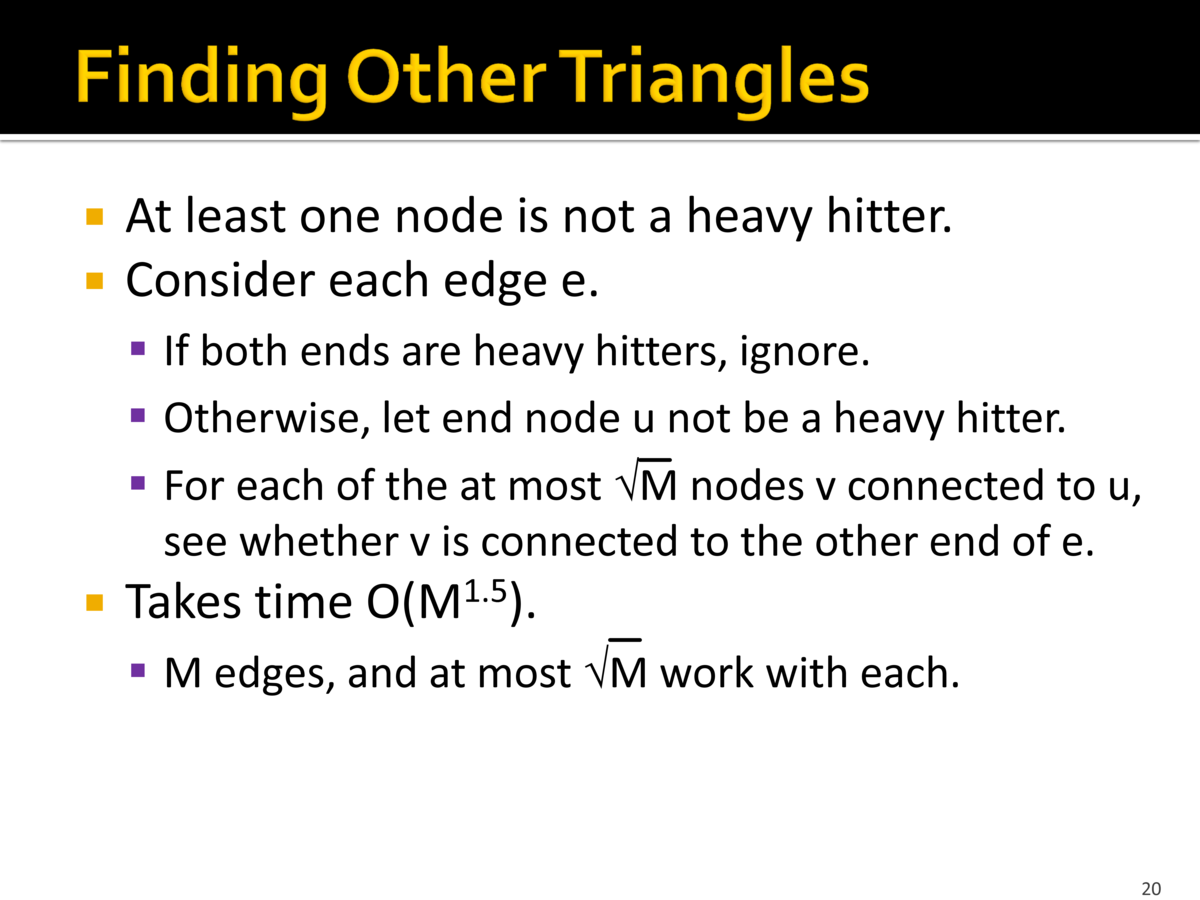 Finding Other Triangles
At least one node is not a heavy hitter.
Consider each edge e.
If both ends are heavy hitters, ignore.
Otherwise, let end node u not be a heavy hitter.
For each of the at most √M nodes v connected to u,
see whether v is connected to the other end of e.
Takes time O(M^1.5).
M edges, and at most √M work with each.
20